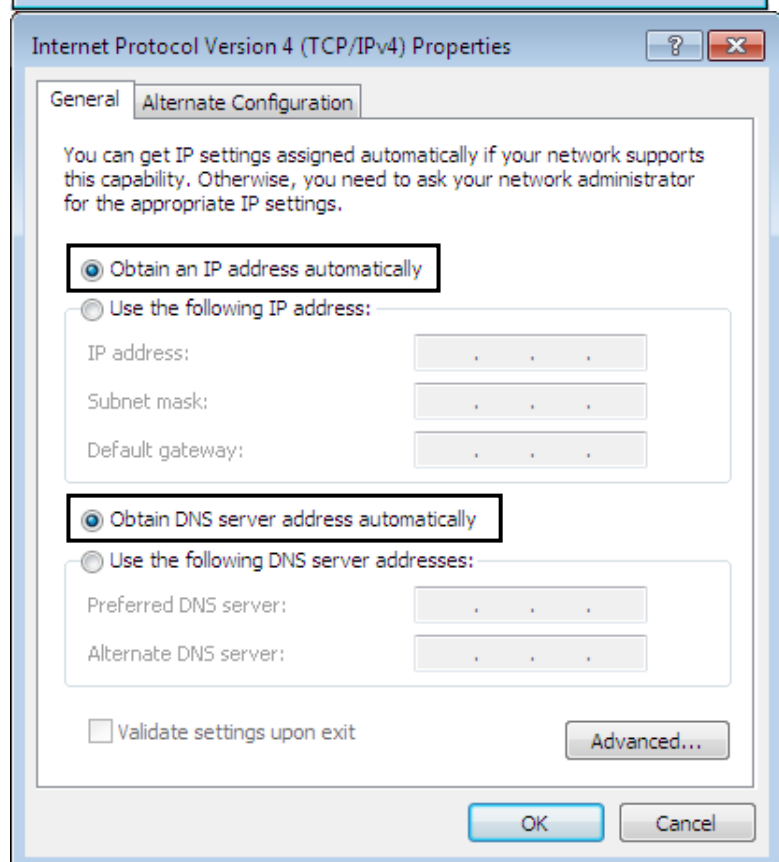 Internet Protocol Version 4 (TCP/IPv4) Properties
?
General
Alternate Configuration
You can get IP settings assigned automatically if your network supports
this capability. Otherwise, you need to ask your network administrator
for the appropriate IP settings.
Obtain an IP address automatically
Use the following IP address:
IP address:
. . .
Subnet mask:
. . .
Default gateway:
. . .
Obtain DNS server address automatically
Use the following DNS server addresses:
Preferred DNS server:
. . .
Alternate DNS server:
. . .
Validate settings upon exit
Advanced...
OK
Cancel